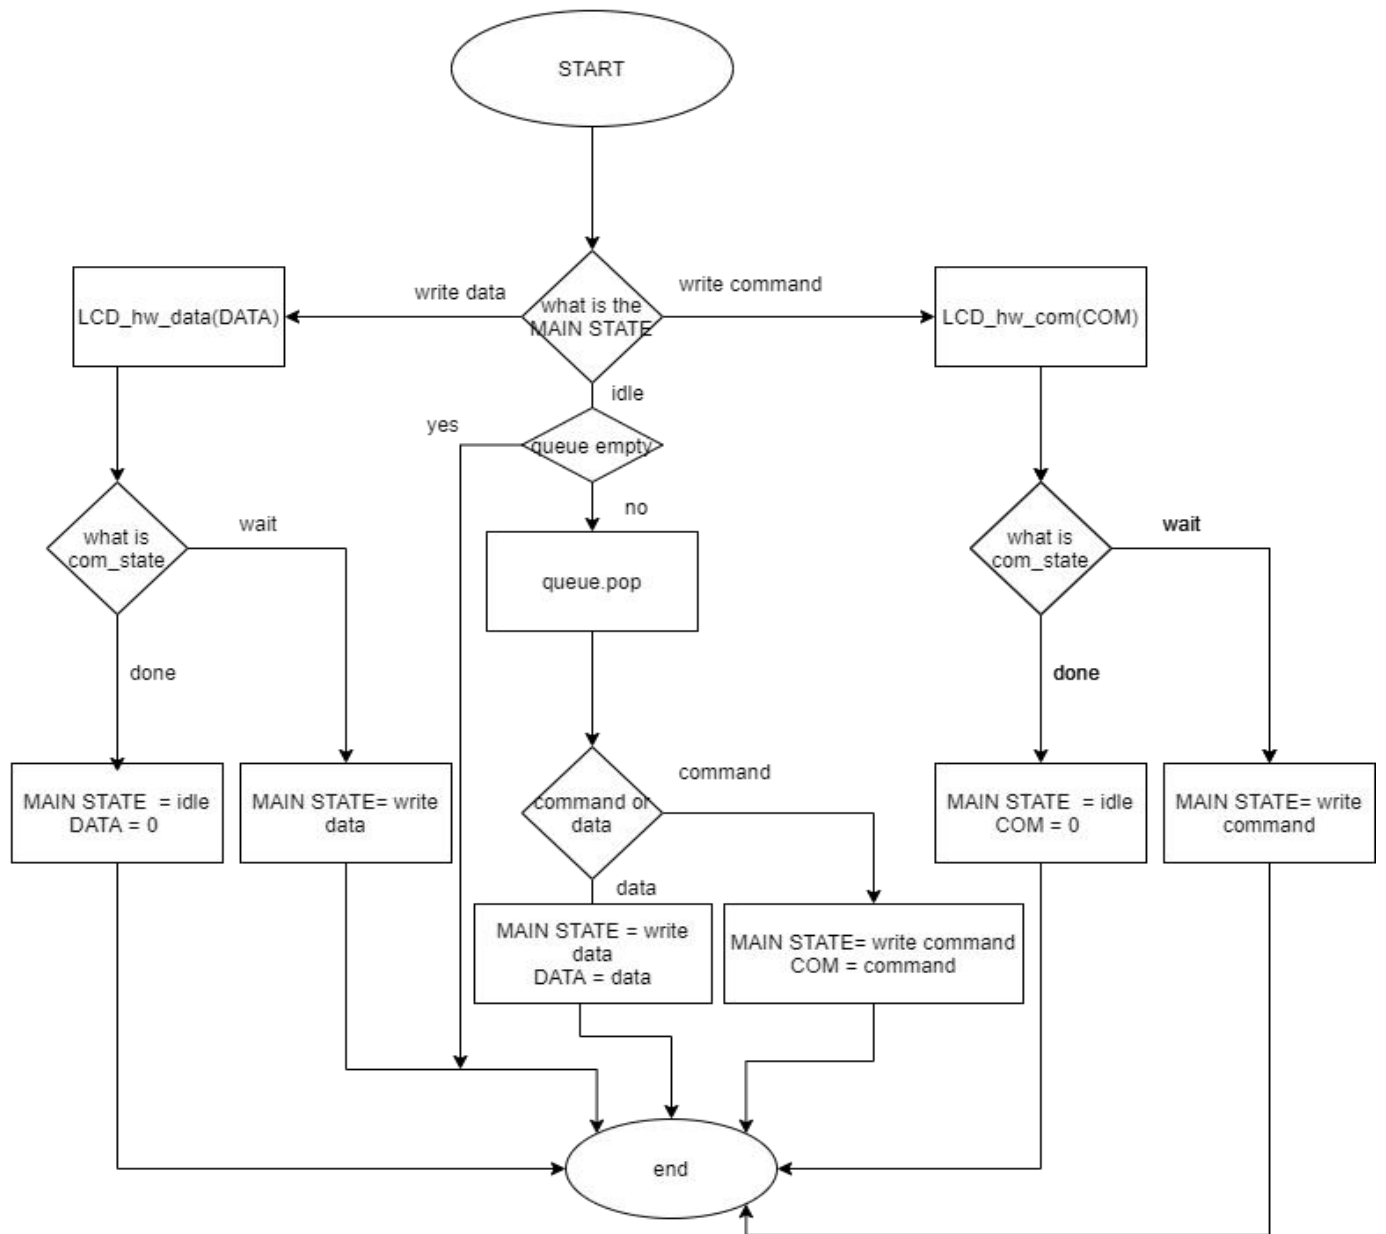 START
write data
write command
LCD_hw_data(DATA)
what is the
MAIN STATE
LCD_hw_com(COM)
idle
yes
queue empty
no
wait
wait
what is
com_state
queue.pop
what is
com_state
done
done
command
MAIN STATE  = idle
DATA = 0
MAIN STATE= write
data
command or
data
MAIN STATE  = idle
COM = 0
MAIN STATE= write
command
data
MAIN STATE = write
data
DATA = data
MAIN STATE= write command
COM = command
end